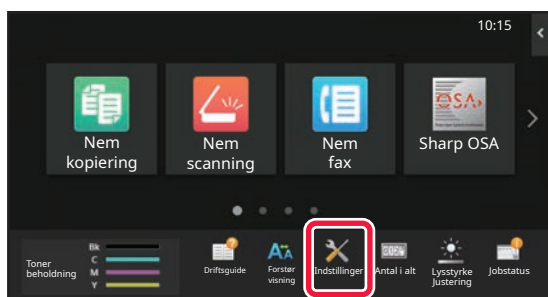 10:15
OSA
Nem
kopiering
Nem
scanning
Nem
fax
Sharp OSA
Toner
beholdning
Bk
C
M
Y
Driftsguide
Forstør
visning
Indstillinger
Antal i alt
Lysstyrke
Justering
Jobstatus